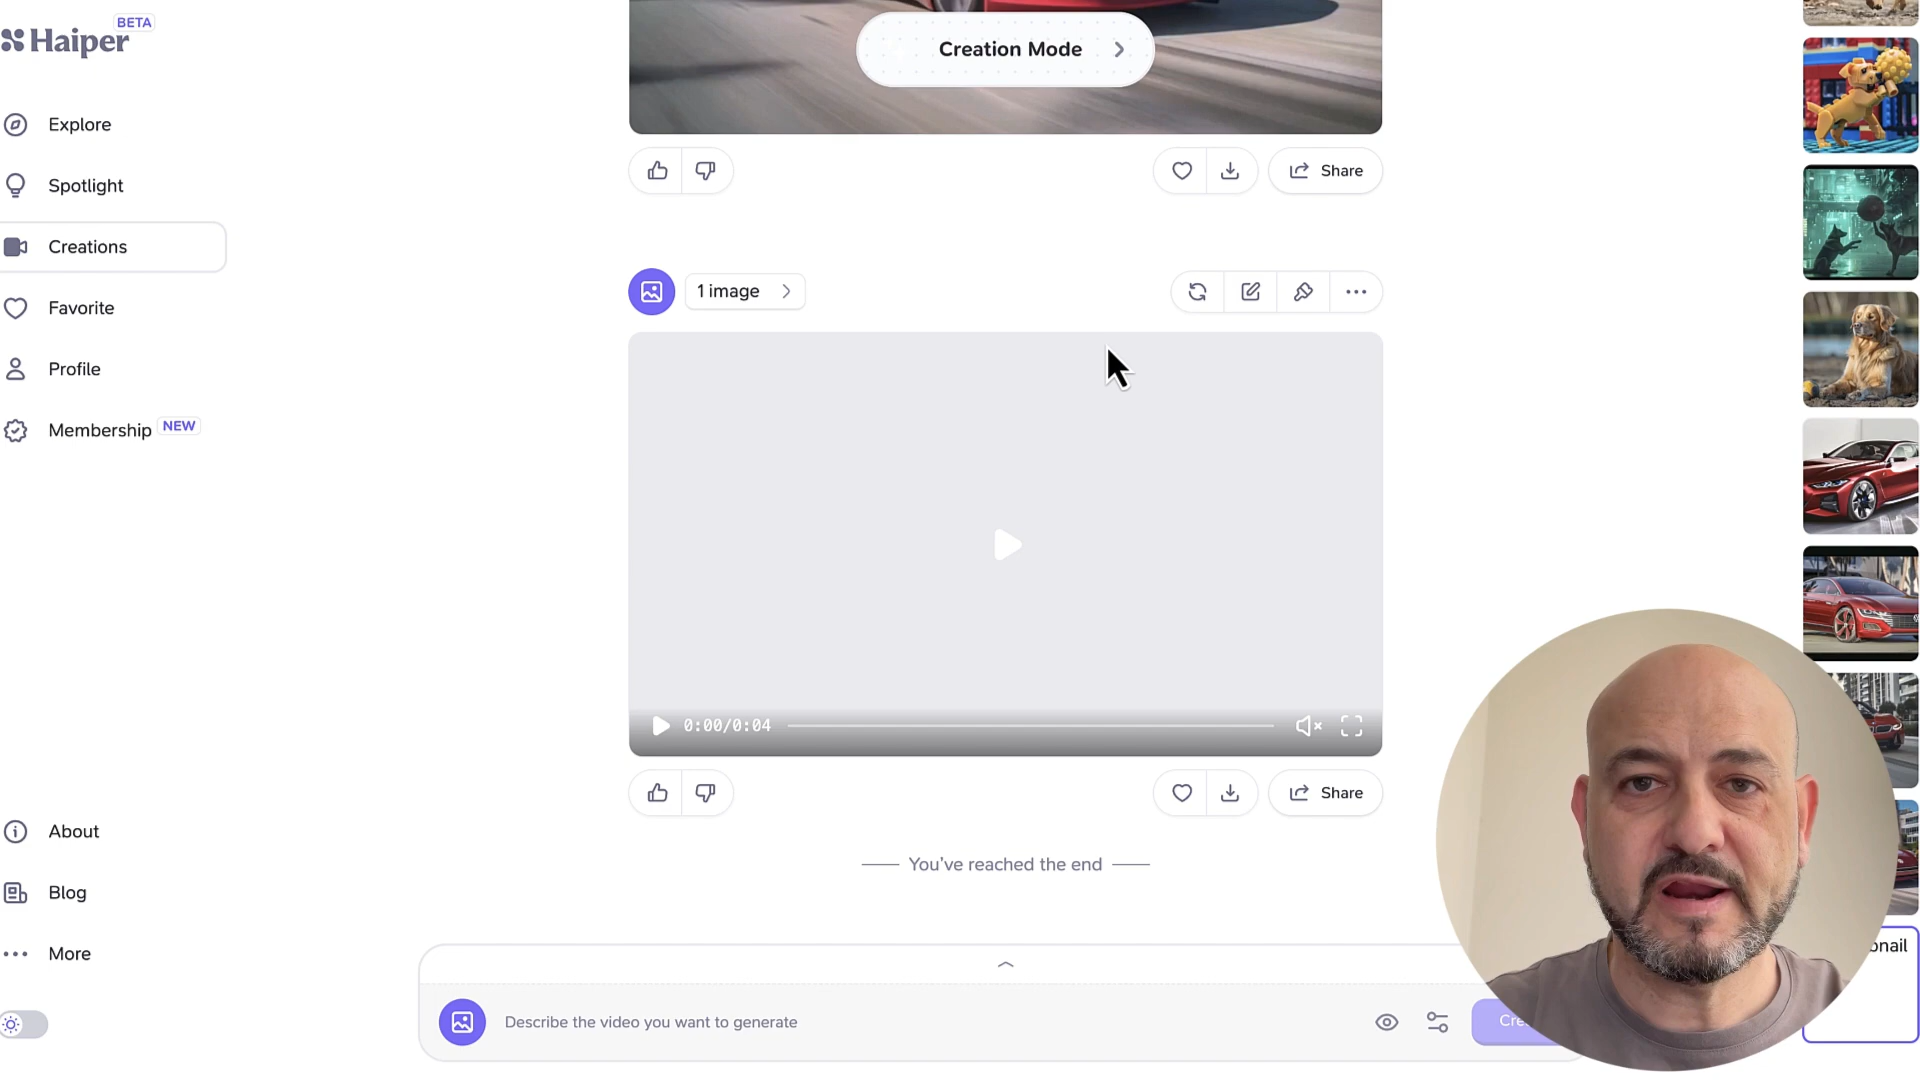 BETA
Haiper
Explore
Spotlight
Creations
Favorite
Profile
Membership NEW
About
Blog
More
Creation Mode
Share
1 image
0:00/0:04
Share
You've reached the end
Describe the video you want to generate